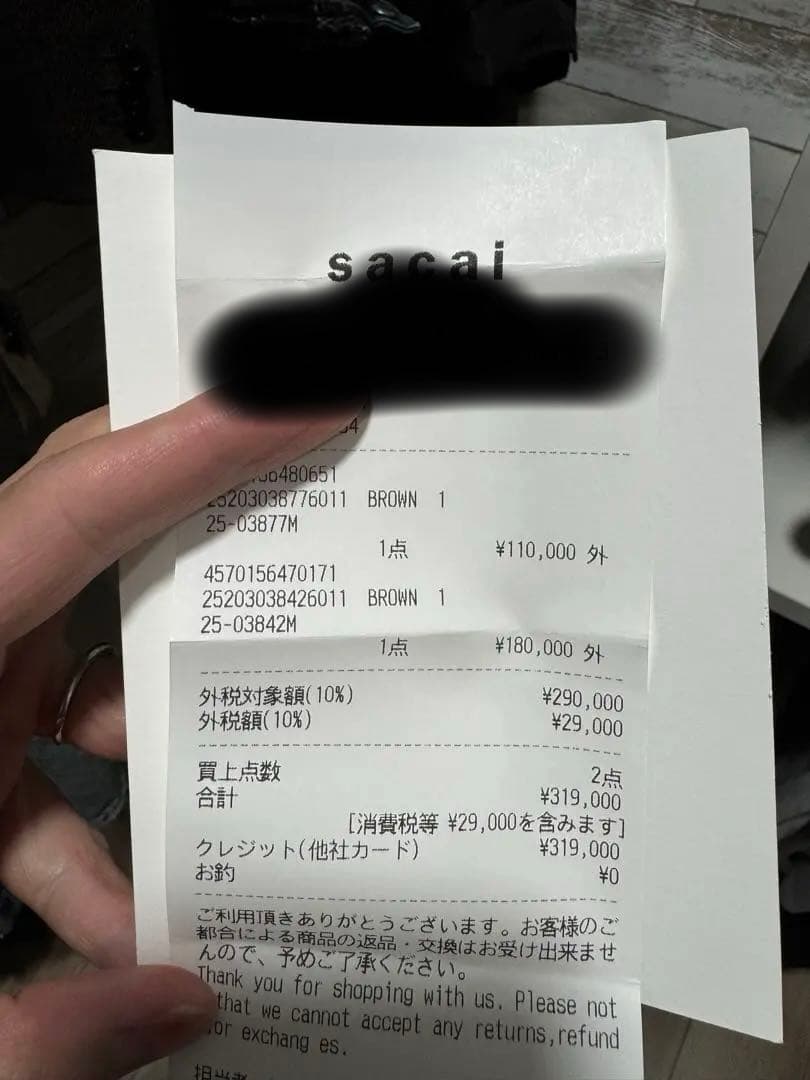 sacai
25203038776011 BROWN 1
25-03877M
1点 ¥110,000 外
4570156470171
25203038426011 BROWN 1
25-03842M
1点 ¥180,000 外
外税対象額(10%) ¥290,000
外税額(10%) ¥29,000
買上点数 2点
合計 ¥319,000
[消費税等 ¥29,000を含みます]
クレジット(他社カード) ¥319,000
お釣 ¥0
ご利用頂きありがとうございます。お客様のご
都合による商品の返品・交換はお受け出来ませ
んので、予めご了承ください。
Thank you for shopping with us. Please not
that we cannot accept any returns,refund
or exchang es.